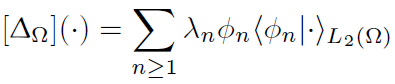 [Δ_Ω](·) = ∑_{n≥1} λ_n ϕ_n ⟨ϕ_n|·⟩_{L_2(Ω)}